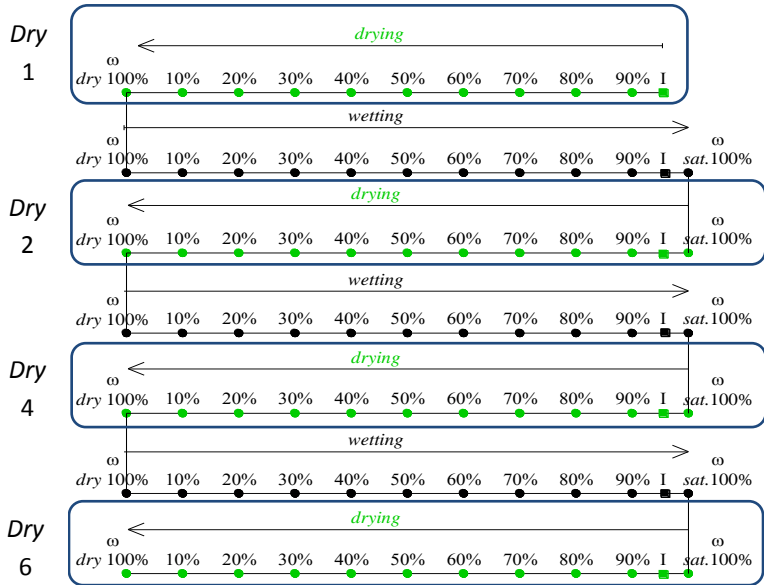 Dry
1
drying
ω
dry 100% 10% 20% 30% 40% 50% 60% 70% 80% 90% I
wetting
ω ω
dry 100% 10% 20% 30% 40% 50% 60% 70% 80% 90% I sat.100%
Dry
2
drying
ω ω
dry 100% 10% 20% 30% 40% 50% 60% 70% 80% 90% I sat.100%
wetting
ω ω
dry 100% 10% 20% 30% 40% 50% 60% 70% 80% 90% I sat.100%
Dry
4
drying
ω ω
dry 100% 10% 20% 30% 40% 50% 60% 70% 80% 90% I sat.100%
wetting
ω ω
dry 100% 10% 20% 30% 40% 50% 60% 70% 80% 90% I sat.100%
Dry
6
drying
ω ω
dry 100% 10% 20% 30% 40% 50% 60% 70% 80% 90% I sat.100%